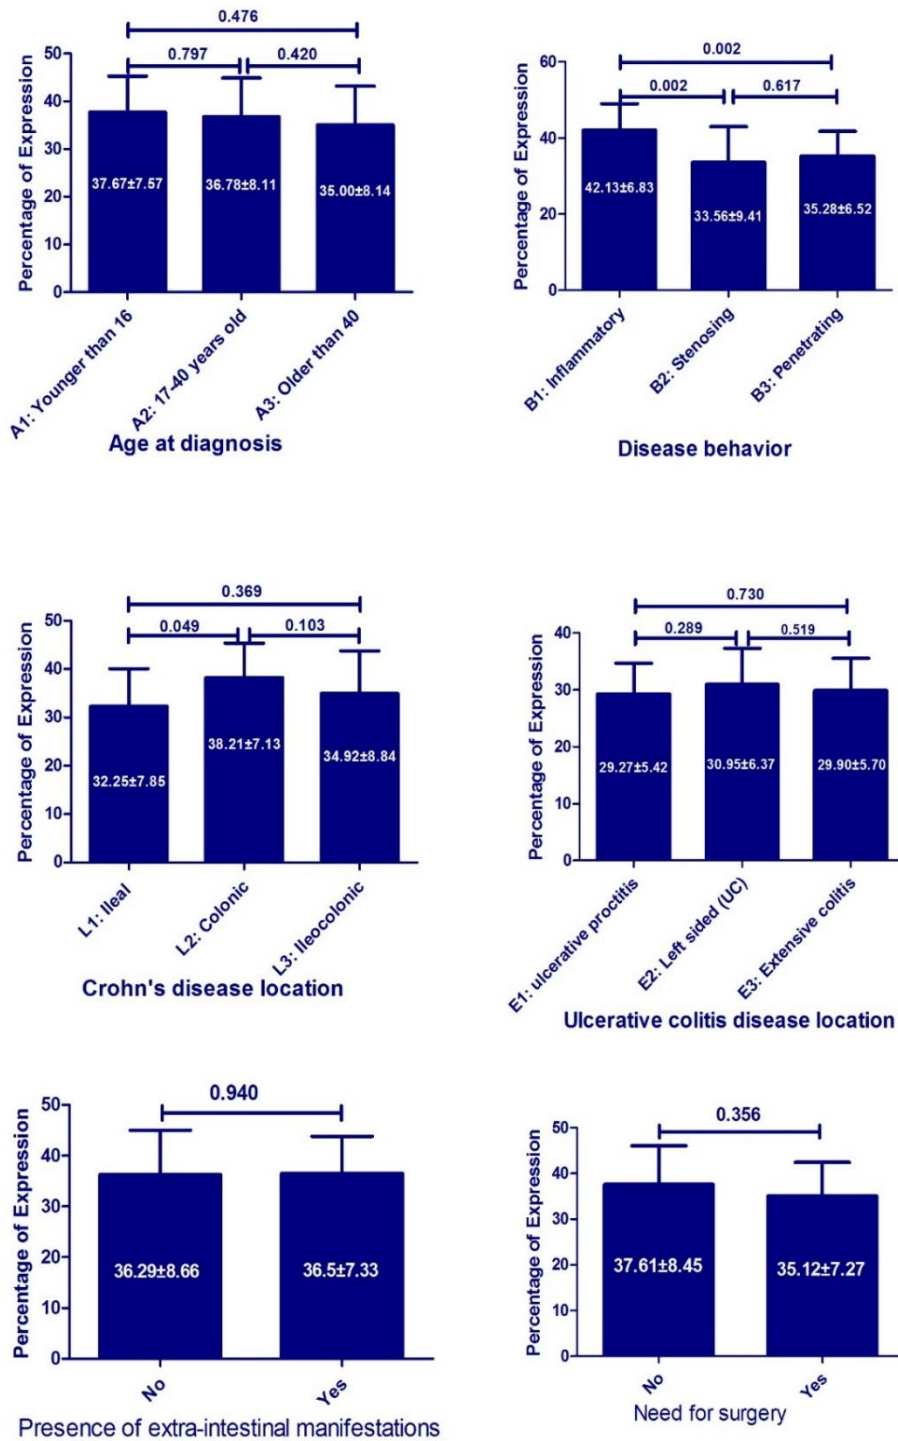 0.476
0.797
0.420
Percentage of Expression
50
40
30
20
10
0
37.67±7.57
36.78±8.11
35.00±8.14
A1: Younger than 16
A2: 17-40 years old
A3: Older than 40
Age at diagnosis
0.002
0.002
0.617
Percentage of Expression
60
40
20
0
42.13±6.83
33.56±9.41
35.28±6.52
B1: Inflammatory
B2: Stenosing
B3: Penetrating
Disease behavior
0.369
0.049
0.103
Percentage of Expression
50
40
30
20
10
0
32.25±7.85
38.21±7.13
34.92±8.84
L1: Ileal
L2: Colonic
L3: Ileocolonic
Crohn's disease location
0.730
0.289
0.519
Percentage of Expression
40
30
20
10
0
29.27±5.42
30.95±6.37
29.90±5.70
E1: ulcerative proctitis
E2: Left sided (UC)
E3: Extensive colitis
Ulcerative colitis disease location
0.940
Percentage of Expression
50
40
30
20
10
0
36.29±8.66
36.5±7.33
No
Yes
Presence of extra-intestinal manifestations
0.356
Percentage of Expression
50
40
30
20
10
0
37.61±8.45
35.12±7.27
No
Yes
Need for surgery